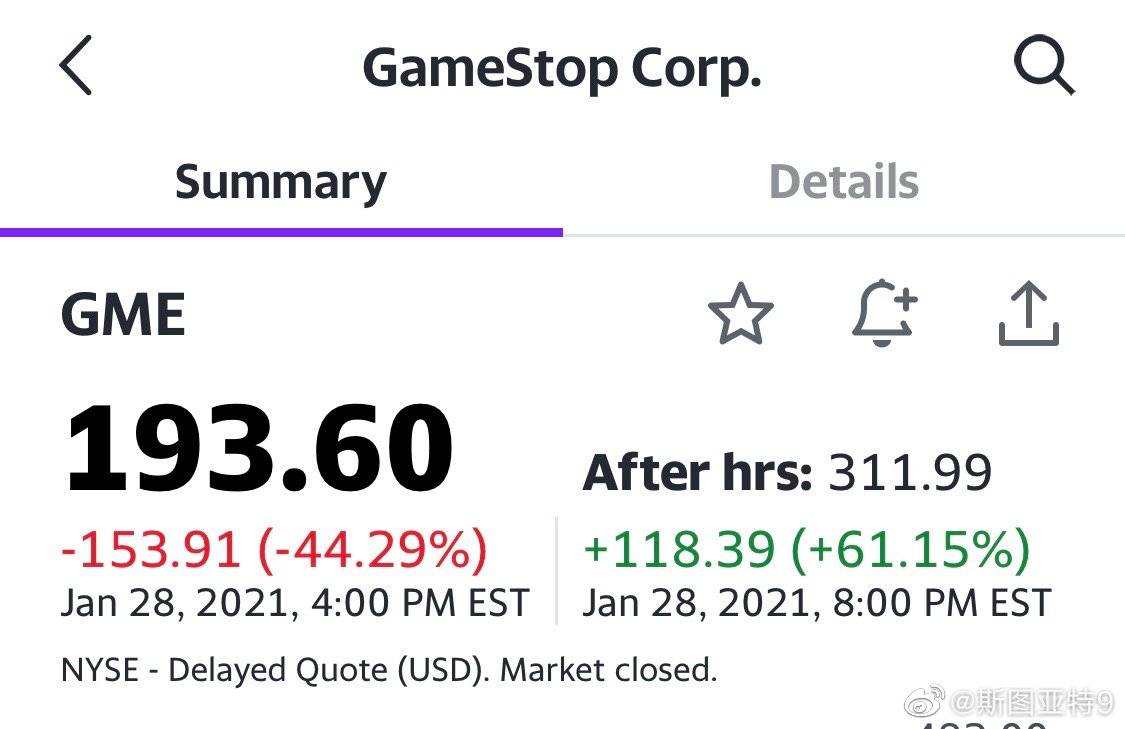 GameStop Corp.
Summary Details
GME
193.60
After hrs: 311.99
-153.91 (-44.29%) +118.39 (+61.15%)
Jan 28, 2021, 4:00 PM EST Jan 28, 2021, 8:00 PM EST
NYSE - Delayed Quote (USD). Market closed.
@斯图亚特9